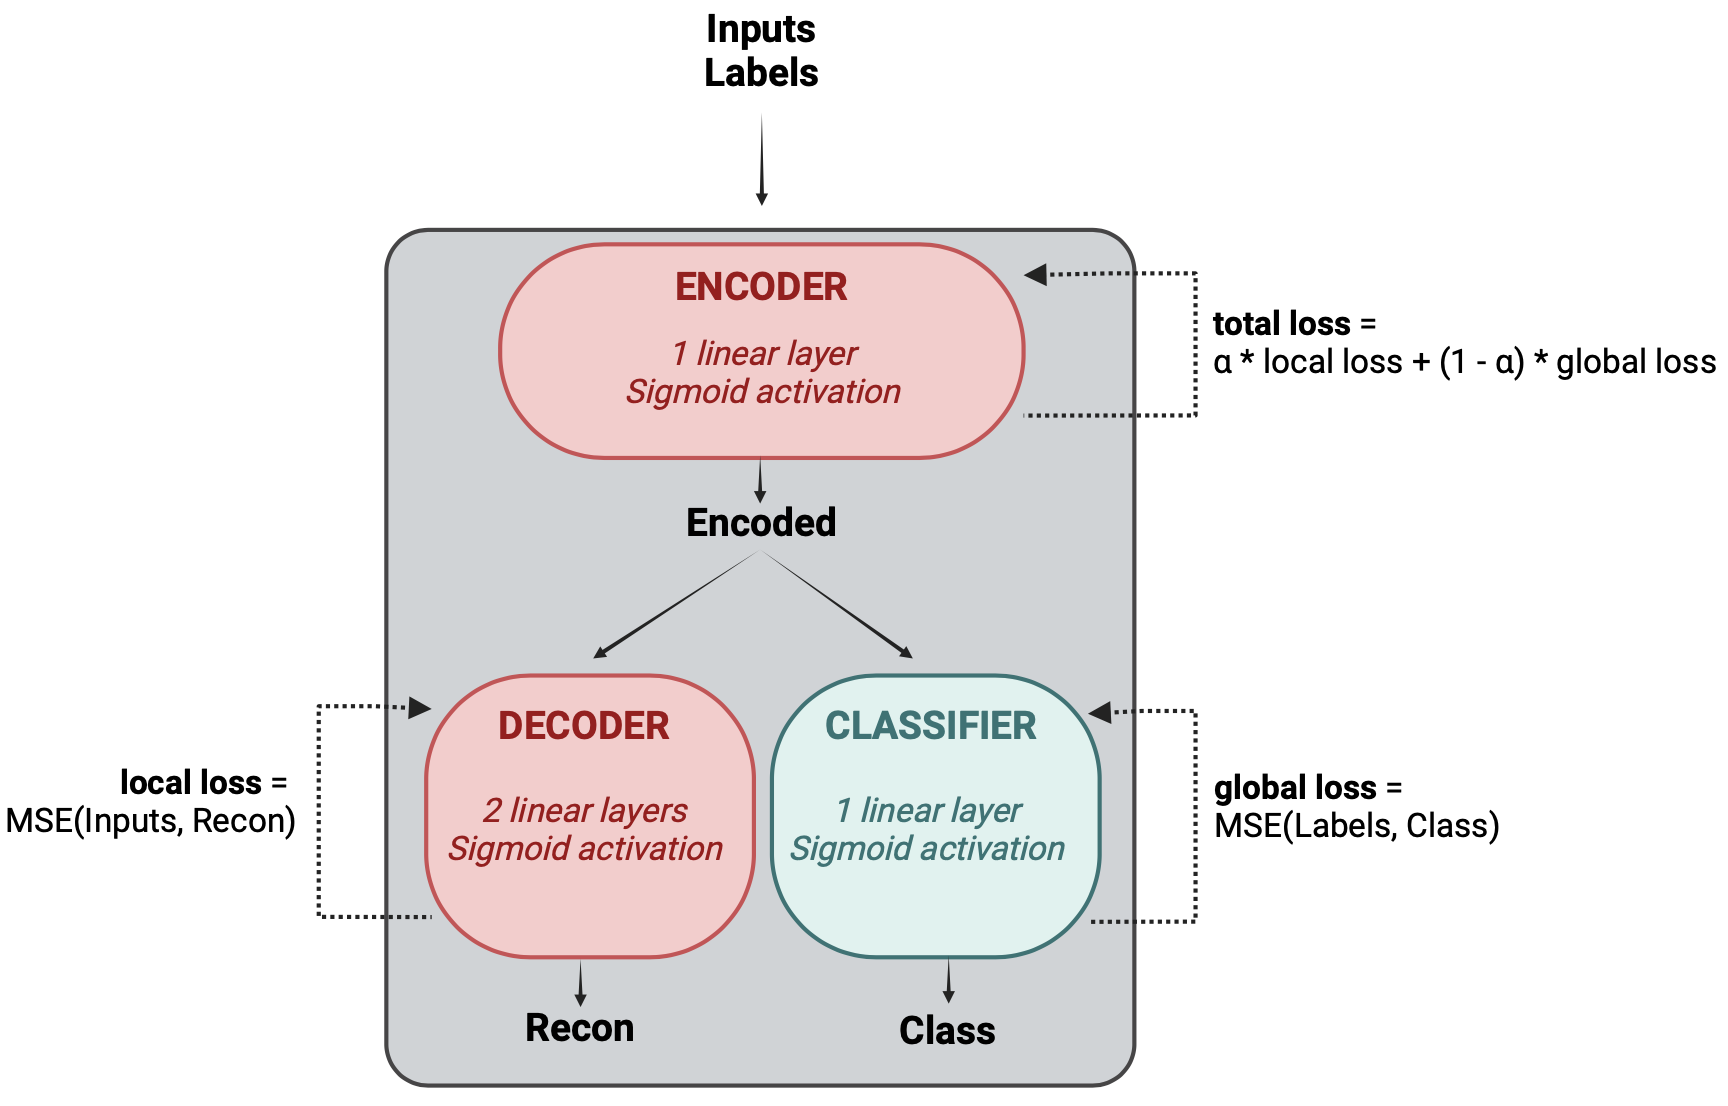 Inputs
Labels
ENCODER
1 linear layer
Sigmoid activation
total loss =
α * local loss + (1 - α) * global loss
Encoded
DECODER
2 linear layers
Sigmoid activation
CLASSIFIER
1 linear layer
Sigmoid activation
local loss =
MSE(Inputs, Recon)
global loss =
MSE(Labels, Class)
Recon
Class